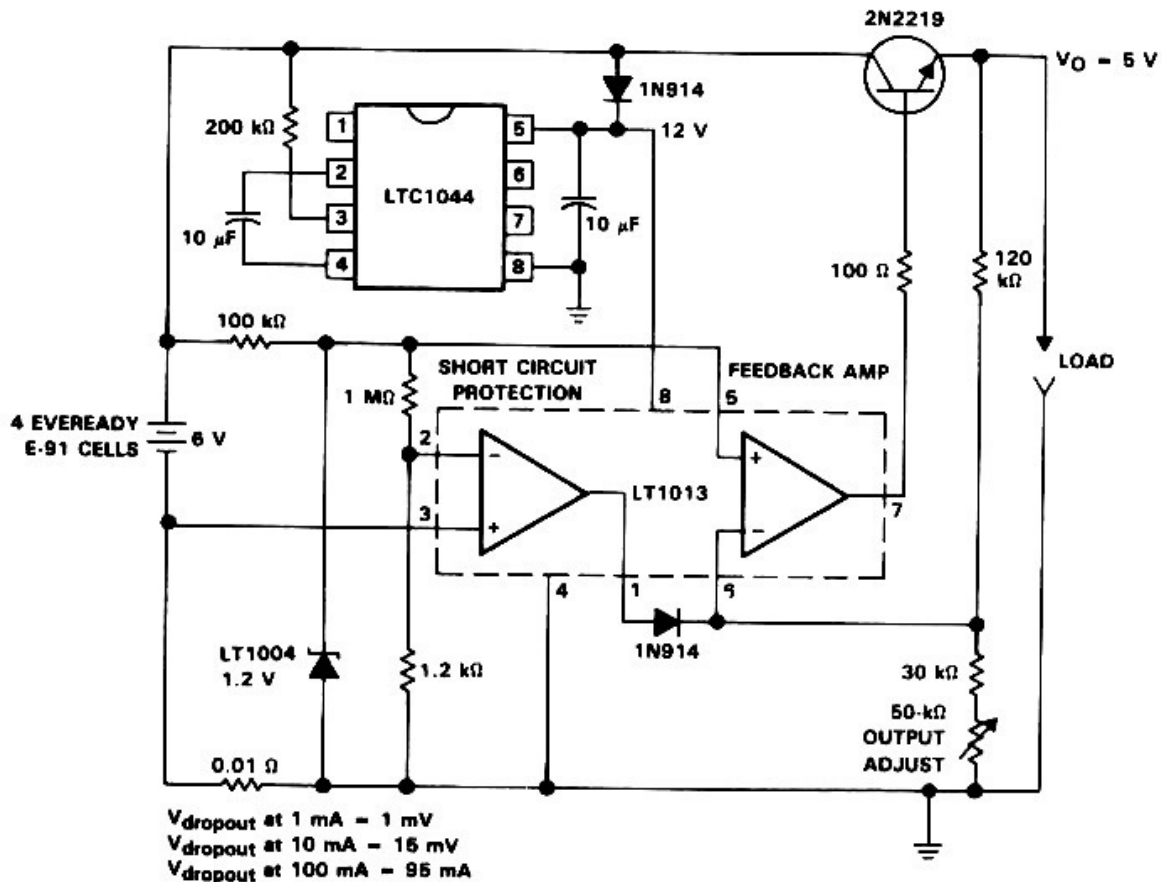 2N2219
V_O = 5 V
1N914
200 kΩ
1
2
3
4
5
6
7
8
LTC1044
12 V
10 μF
10 μF
100 Ω
120
kΩ
100 kΩ
SHORT CIRCUIT
PROTECTION
FEEDBACK AMP
LOAD
1 MΩ
8
5
4 EVEREADY
E-91 CELLS
6 V
2
−
3
+
LT1013
+
−
7
4
1
6
1N914
LT1004
1.2 V
1.2 kΩ
30 kΩ
50-kΩ
OUTPUT
ADJUST
0.01 Ω
Vdropout at 1 mA = 1 mV
Vdropout at 10 mA = 15 mV
Vdropout at 100 mA = 95 mA